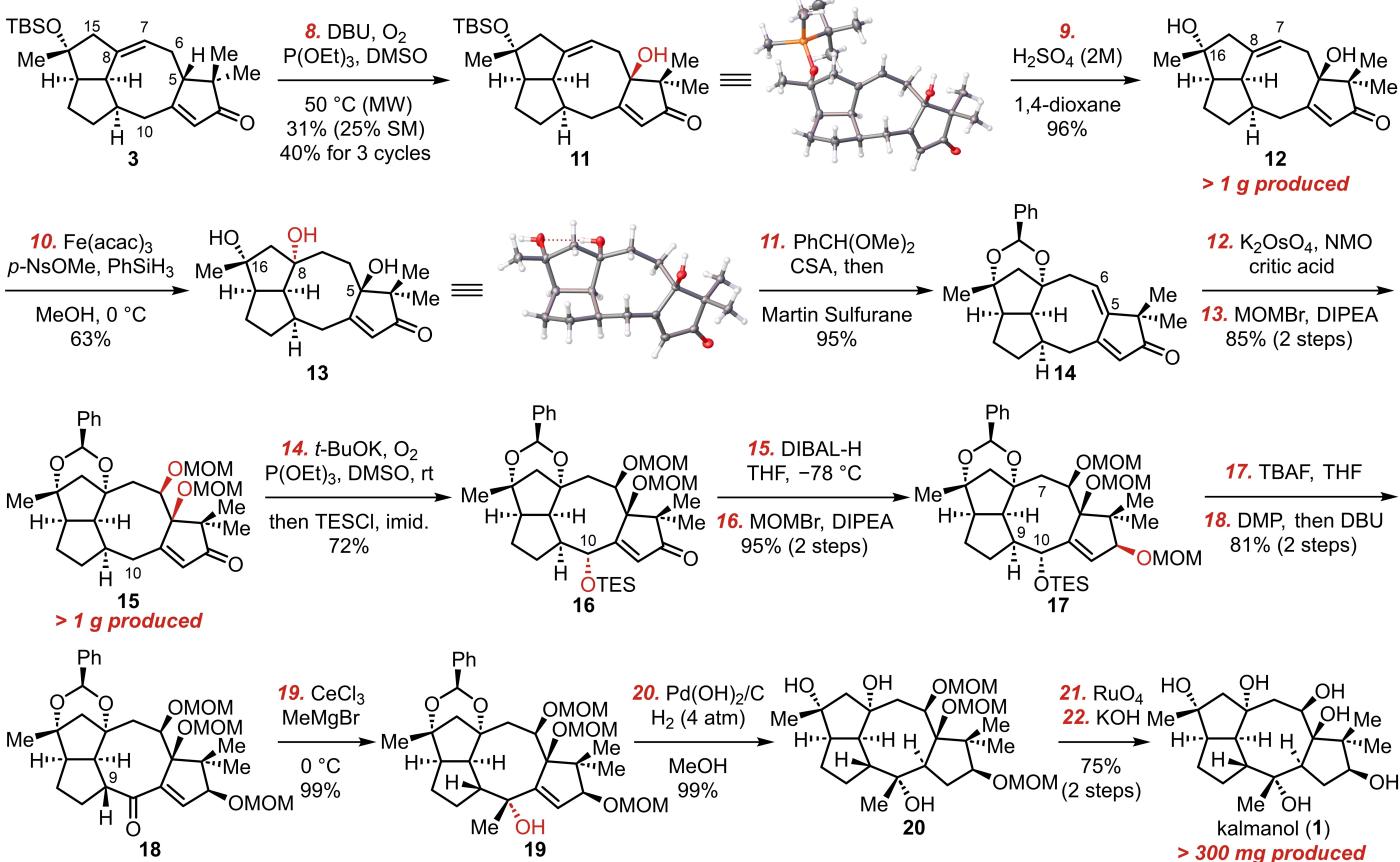 TBSO
15
7
6
H
Me
Me
8
Me
5
H
H
H
10
O
3
8. DBU, O2
P(OEt)3, DMSO
50 °C (MW)
31% (25% SM)
40% for 3 cycles
TBSO
OH
Me
Me
Me
H
H
H
O
11
9.
H2SO4 (2M)
1,4-dioxane
96%
HO
7
8
OH
Me
Me
16
Me
H
H
H
O
12
> 1 g produced
10. Fe(acac)3
p-NsOMe, PhSiH3
MeOH, 0 °C
63%
HO
OH
OH
Me
Me
16
8
5
Me
H
H
H
O
13
11. PhCH(OMe)2
CSA, then
Martin Sulfurane
95%
Ph
O
O
6
5
Me
Me
Me
H
H
H
O
14
12. K2OsO4, NMO
critic acid
13. MOMBr, DIPEA
85% (2 steps)
Ph
O
O
OMOM
OMOM
Me
Me
Me
H
H
H
10
O
15
> 1 g produced
14. t-BuOK, O2
P(OEt)3, DMSO, rt
then TESCl, imid.
72%
Ph
O
O
OMOM
OMOM
Me
Me
Me
H
H
10
H
O
OTES
16
15. DIBAL-H
THF, −78 °C
16. MOMBr, DIPEA
95% (2 steps)
Ph
O
O
OMOM
OMOM
7
Me
Me
Me
H
H
9
10
H
OMOM
OTES
17
17. TBAF, THF
18. DMP, then DBU
81% (2 steps)
Ph
O
O
OMOM
OMOM
Me
Me
Me
H
H
9
H
O
OMOM
18
19. CeCl3
MeMgBr
0 °C
99%
Ph
O
O
OMOM
OMOM
Me
Me
Me
H
H
H
OMOM
Me
OH
19
20. Pd(OH)2/C
H2 (4 atm)
MeOH
99%
HO
OH
OMOM
OMOM
Me
Me
Me
H
H
H
H
OMOM
Me
OH
20
21. RuO4
22. KOH
75%
(2 steps)
HO
OH
OH
OH
Me
Me
Me
H
H
H
H
OH
Me
OH
kalmanol (1)
> 300 mg produced